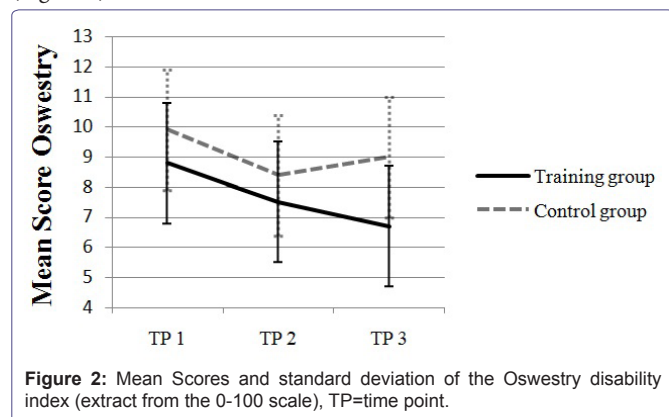 13
12
11
10
9
8
7
6
5
4
Mean Score Oswestry
TP 1 TP 2 TP 3
Training group
Control group
Figure 2: Mean Scores and standard deviation of the Oswestry disability
index (extract from the 0-100 scale), TP=time point.